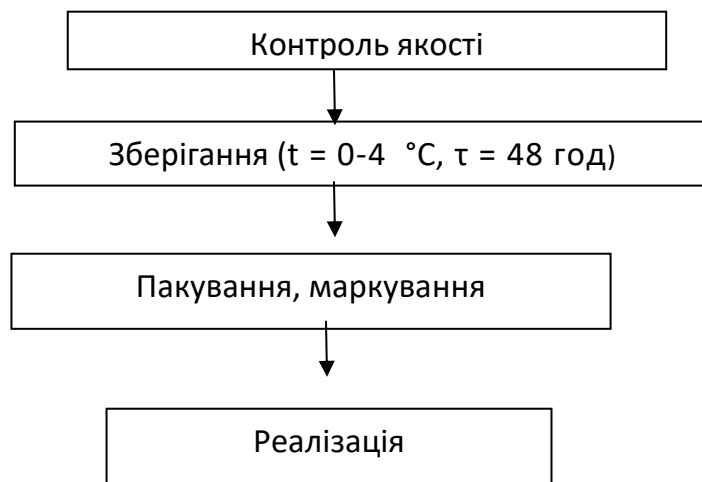 Контроль якості
Зберігання (t = 0-4 °C, τ = 48 год)
Пакування, маркування
Реалізація